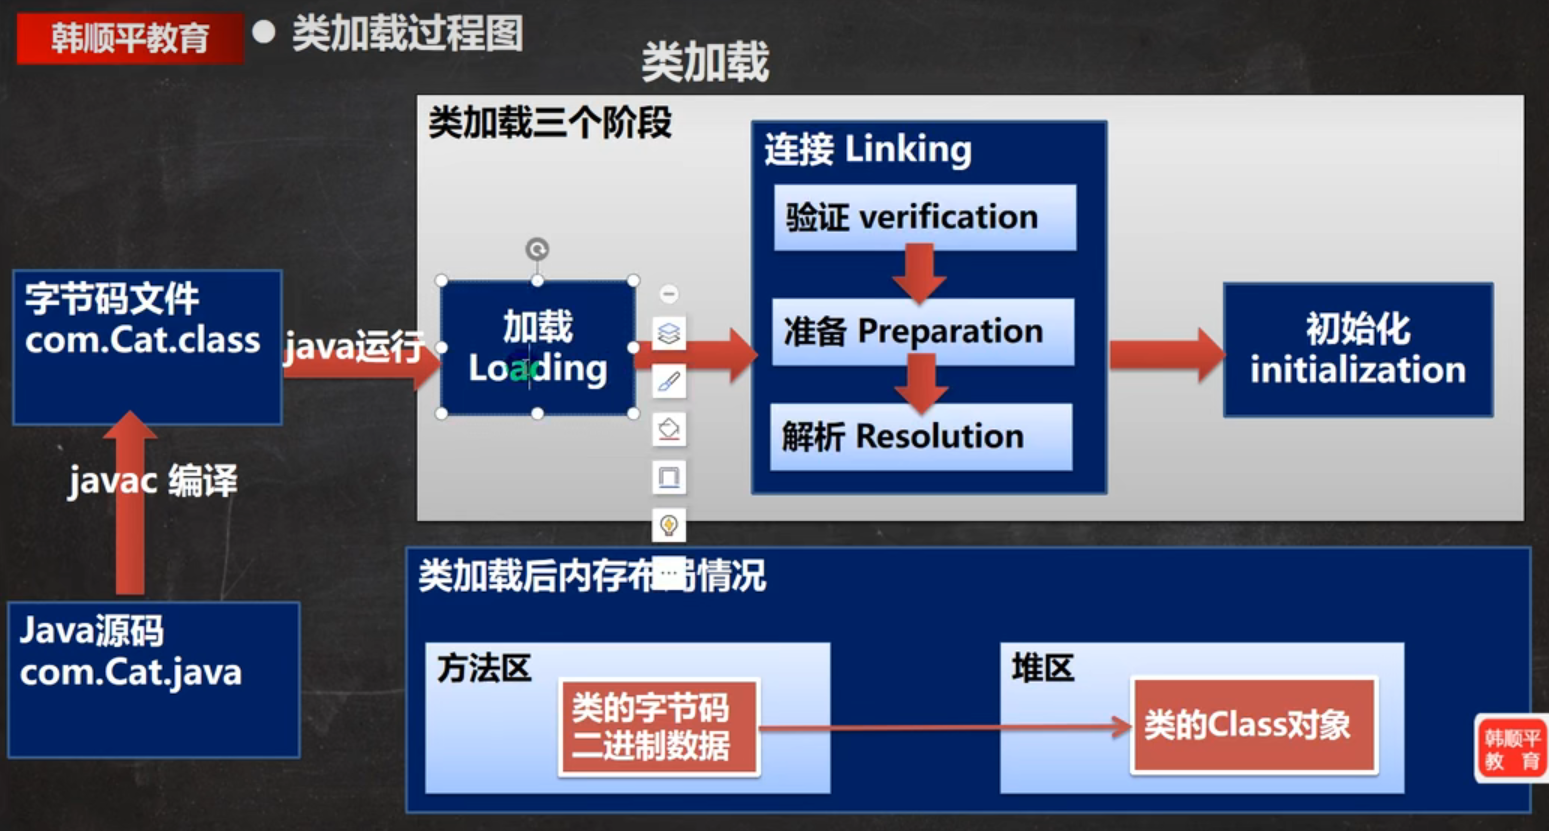 韩顺平教育
● 类加载过程图
类加载
类加载三个阶段
连接 Linking
验证 verification
准备 Preparation
解析 Resolution
字节码文件
com.Cat.class
java运行
加载
Loading
初始化
initialization
javac 编译
Java源码
com.Cat.java
类加载后内存布局情况
方法区
类的字节码
二进制数据
堆区
类的Class对象
韩顺平
教 育